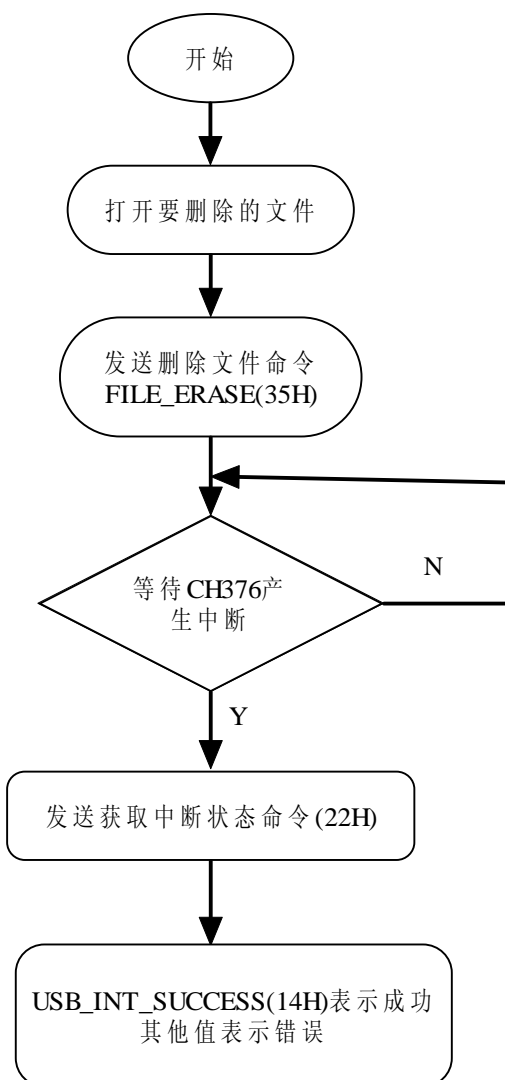 开始
打开要删除的文件
发送删除文件命令
FILE_ERASE(35H)
等待CH376产
生中断
N
Y
发送获取中断状态命令(22H)
USB_INT_SUCCESS(14H)表示成功
其他值表示错误